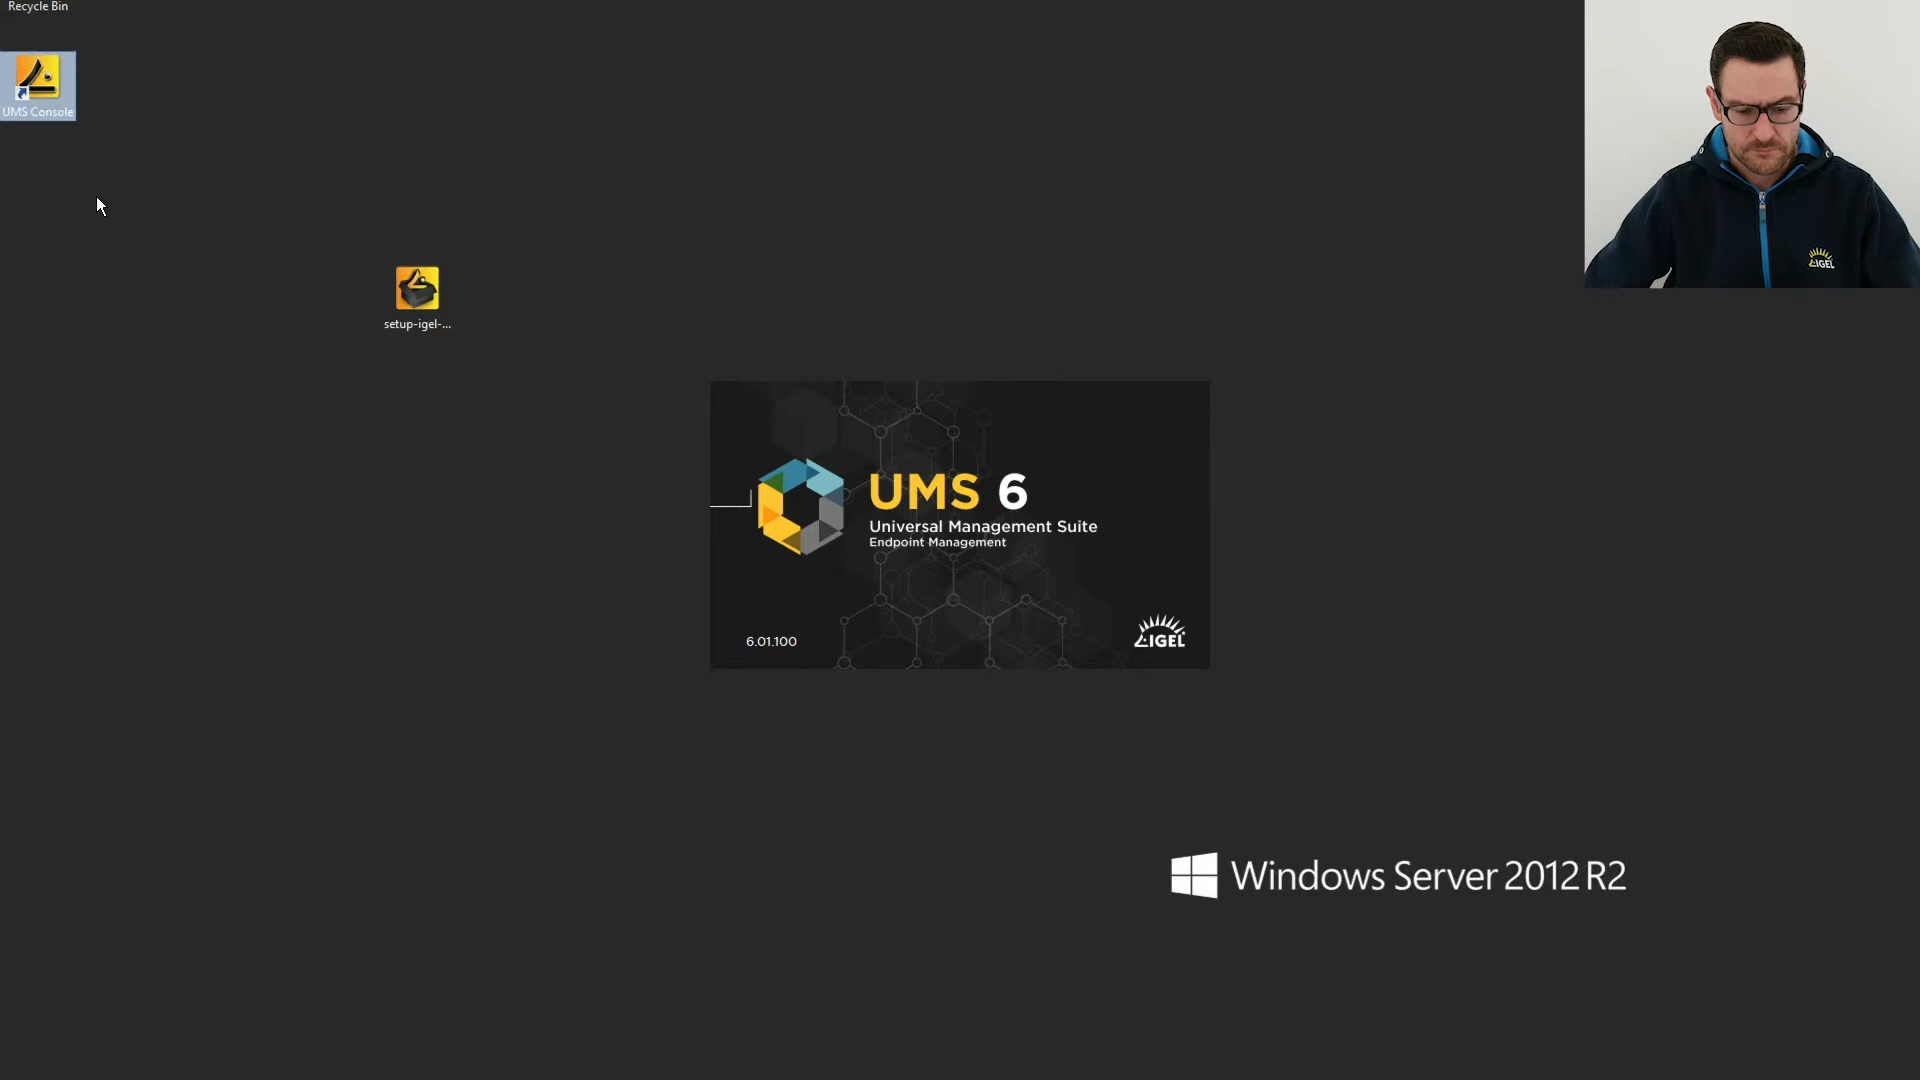 Recycle Bin
UMS Console
setup-igel-...
UMS 6
Universal Management Suite
Endpoint Management
6.01.100
IGEL
IGEL
Windows Server 2012 R2